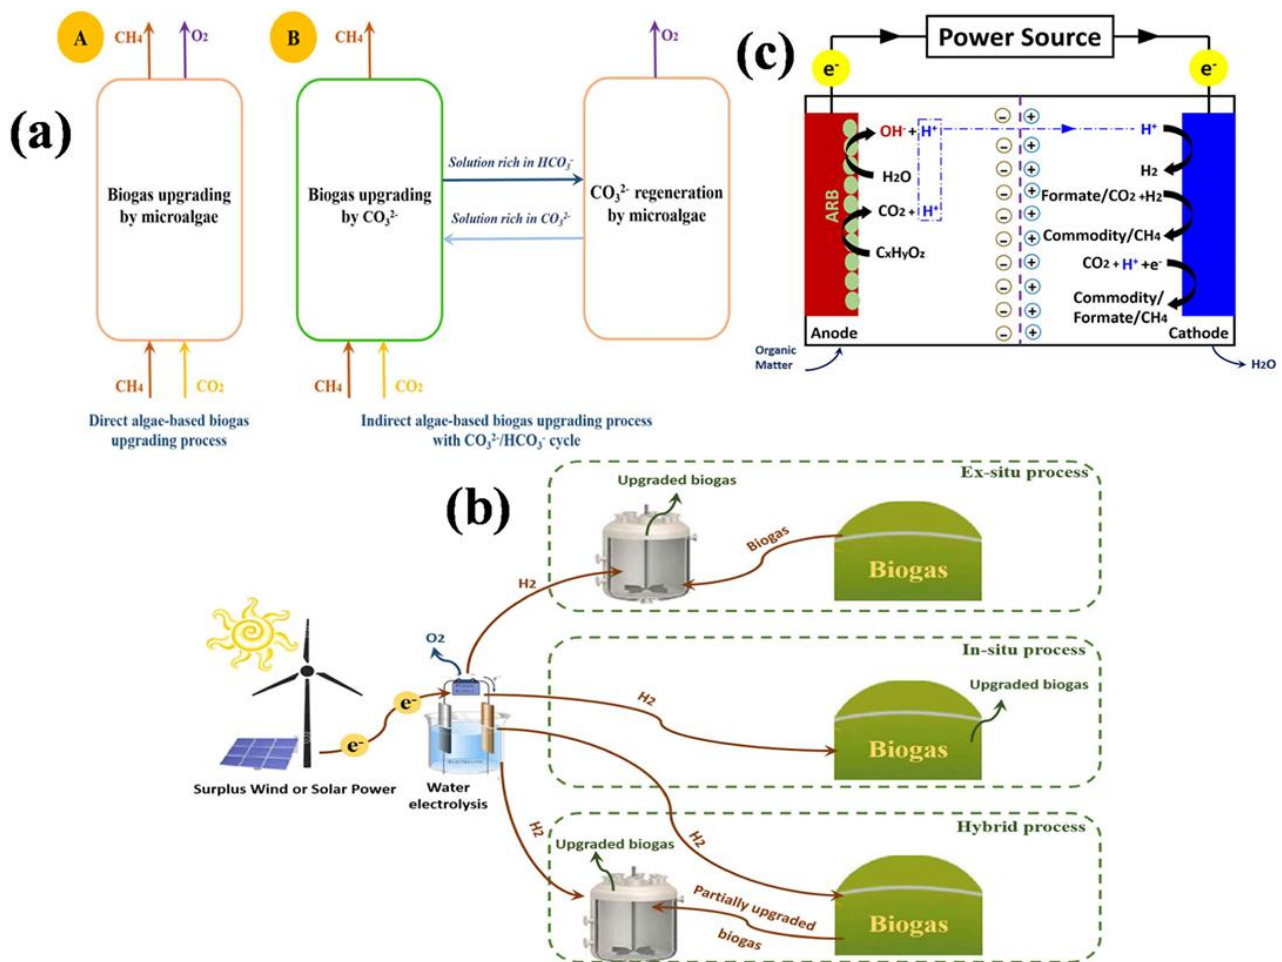 (a)
A
CH₄
O₂
Biogas upgrading
by microalgae
CH₄
CO₂
Direct algae-based biogas
upgrading process
B
CH₄
O₂
Biogas upgrading
by CO₃²⁻
Solution rich in HCO₃⁻
Solution rich in CO₃²⁻
CO₃²⁻ regeneration
by microalgae
CH₄
CO₂
Indirect algae-based biogas upgrading process
with CO₃²⁻/HCO₃⁻ cycle
(c)
Power Source
e⁻
e⁻
ARB
OH⁻ + H⁺
H₂O
CO₂ + H⁺
CxHyO₂
H⁺
H₂
Formate/CO₂ +H₂
Commodity/CH₄
CO₂ + H⁺ +e⁻
Commodity/
Formate/CH₄
Anode
Cathode
Organic
Matter
H₂O
(b)
Ex-situ process
Upgraded biogas
Biogas
H2
Biogas
O2
e⁻
e⁻
Surplus Wind or Solar Power
Water
electrolysis
In-situ process
H2
Upgraded biogas
Biogas
Hybrid process
H2
H2
Upgraded biogas
Partially upgraded
biogas
Biogas